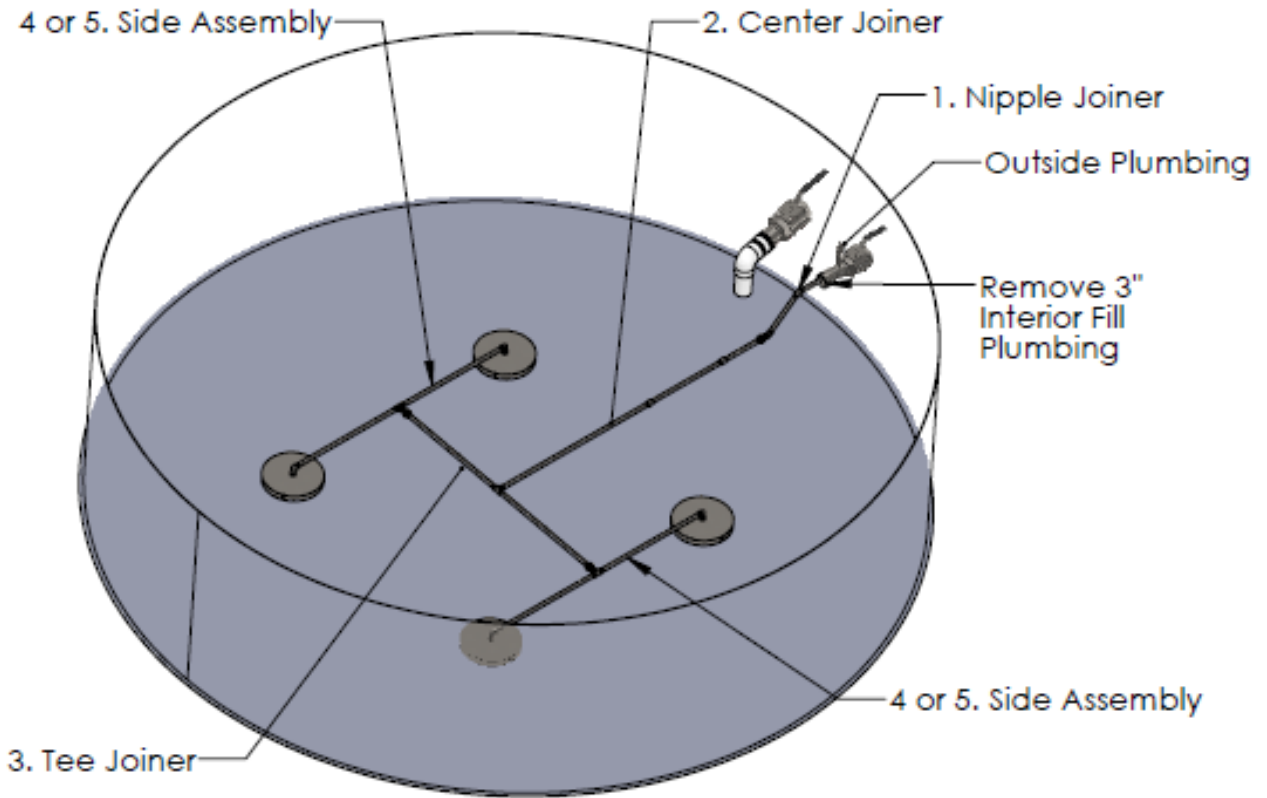 4 or 5. Side Assembly
2. Center Joiner
1. Nipple Joiner
Outside Plumbing
Remove 3"
Interior Fill
Plumbing
4 or 5. Side Assembly
3. Tee Joiner